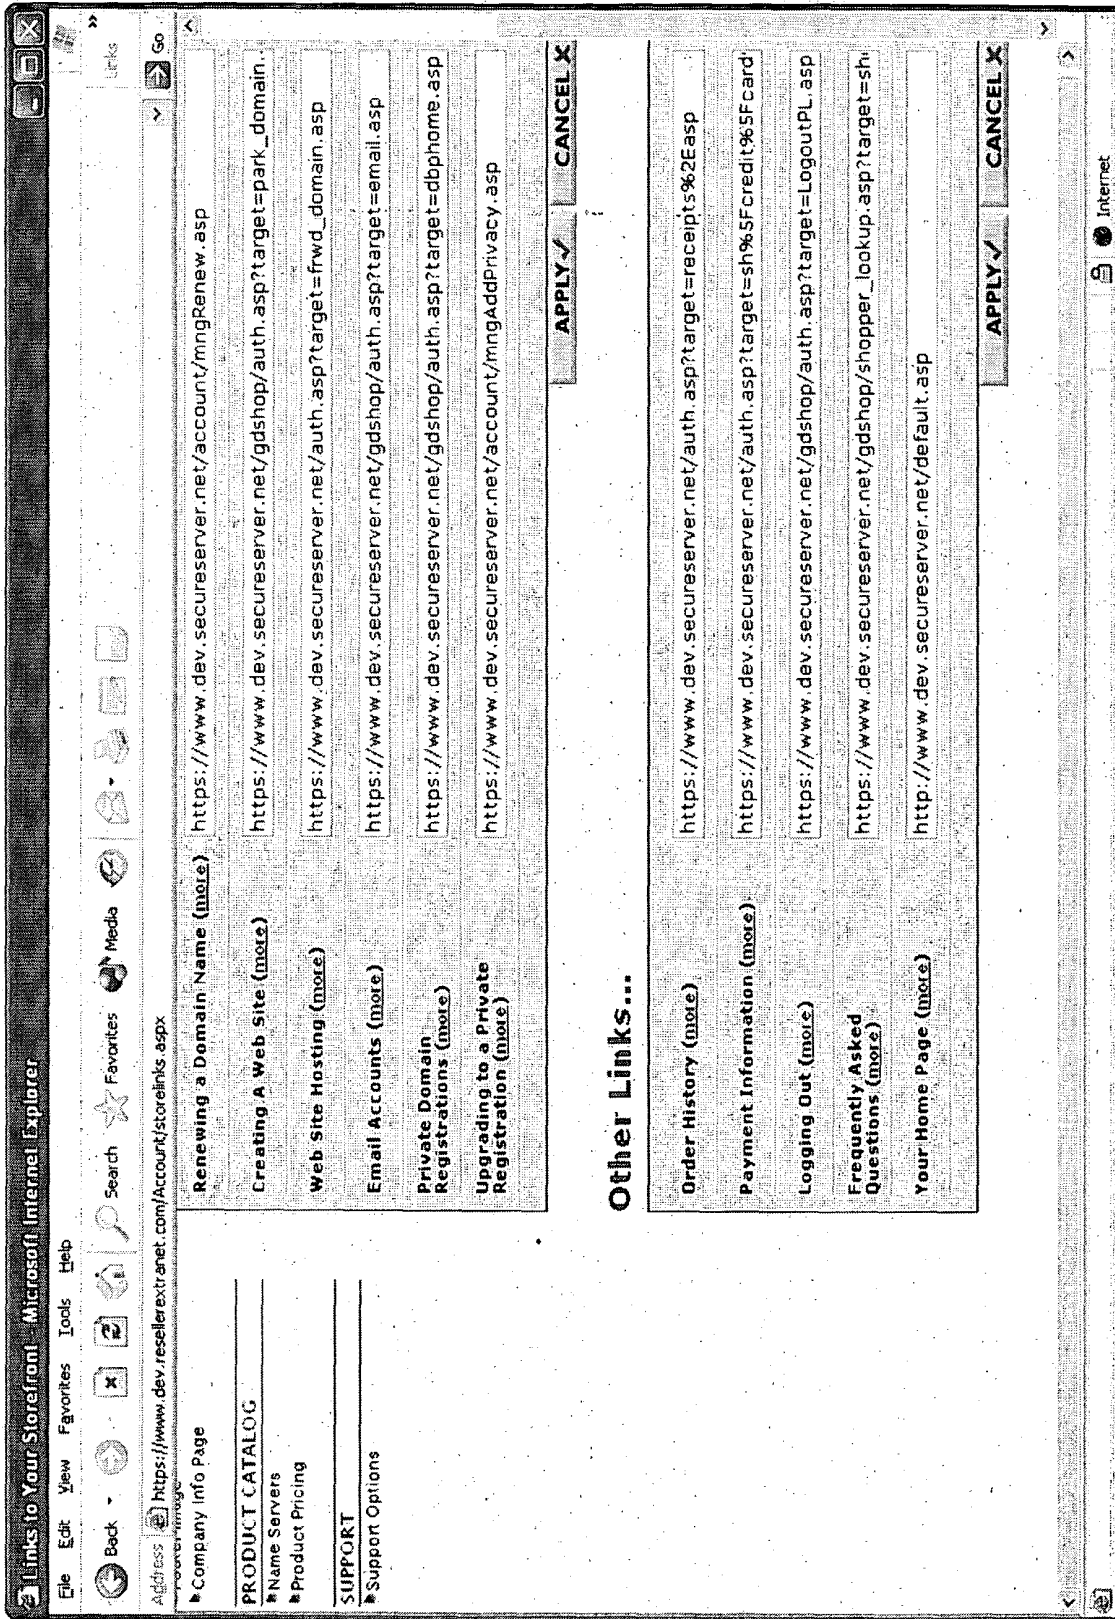 Links to Your Storefront - Microsoft Internet Explorer
File Edit View Favorites Tools Help
Back Search Favorites Media Links »
Address https://www.dev.resellerextranet.com/Account/storelinks.aspx Go
Footer Image
Company Info Page
PRODUCT CATALOG
Name Servers
Product Pricing
SUPPORT
Support Options
Renewing a Domain Name (more) https://www.dev.secureserver.net/account/mngRenew.asp
Creating A Web Site (more) https://www.dev.secureserver.net/gdshop/auth.asp?target=park_domain.
Web Site Hosting (more) https://www.dev.secureserver.net/auth.asp?target=frwd_domain.asp
Email Accounts (more) https://www.dev.secureserver.net/gdshop/auth.asp?target=email.asp
Private Domain
Registrations (more) https://www.dev.secureserver.net/gdshop/auth.asp?target=dbphome.asp
Upgrading to a Private
Registration (more) https://www.dev.secureserver.net/account/mngAddPrivacy.asp
APPLY✓ CANCEL X
Other Links...
Order History (more) https://www.dev.secureserver.net/auth.asp?target=receipts%2Easp
Payment Information (more) https://www.dev.secureserver.net/auth.asp?target=sh%5Fcredit%5Fcard
Logging Out (more) https://www.dev.secureserver.net/gdshop/auth.asp?target=LogoutPL.asp
Frequently Asked
Questions (more) https://www.dev.secureserver.net/gdshop/shopper_lookup.asp?target=sh
Your Home Page (more) http://www.dev.secureserver.net/default.asp
APPLY✓ CANCEL X
Internet